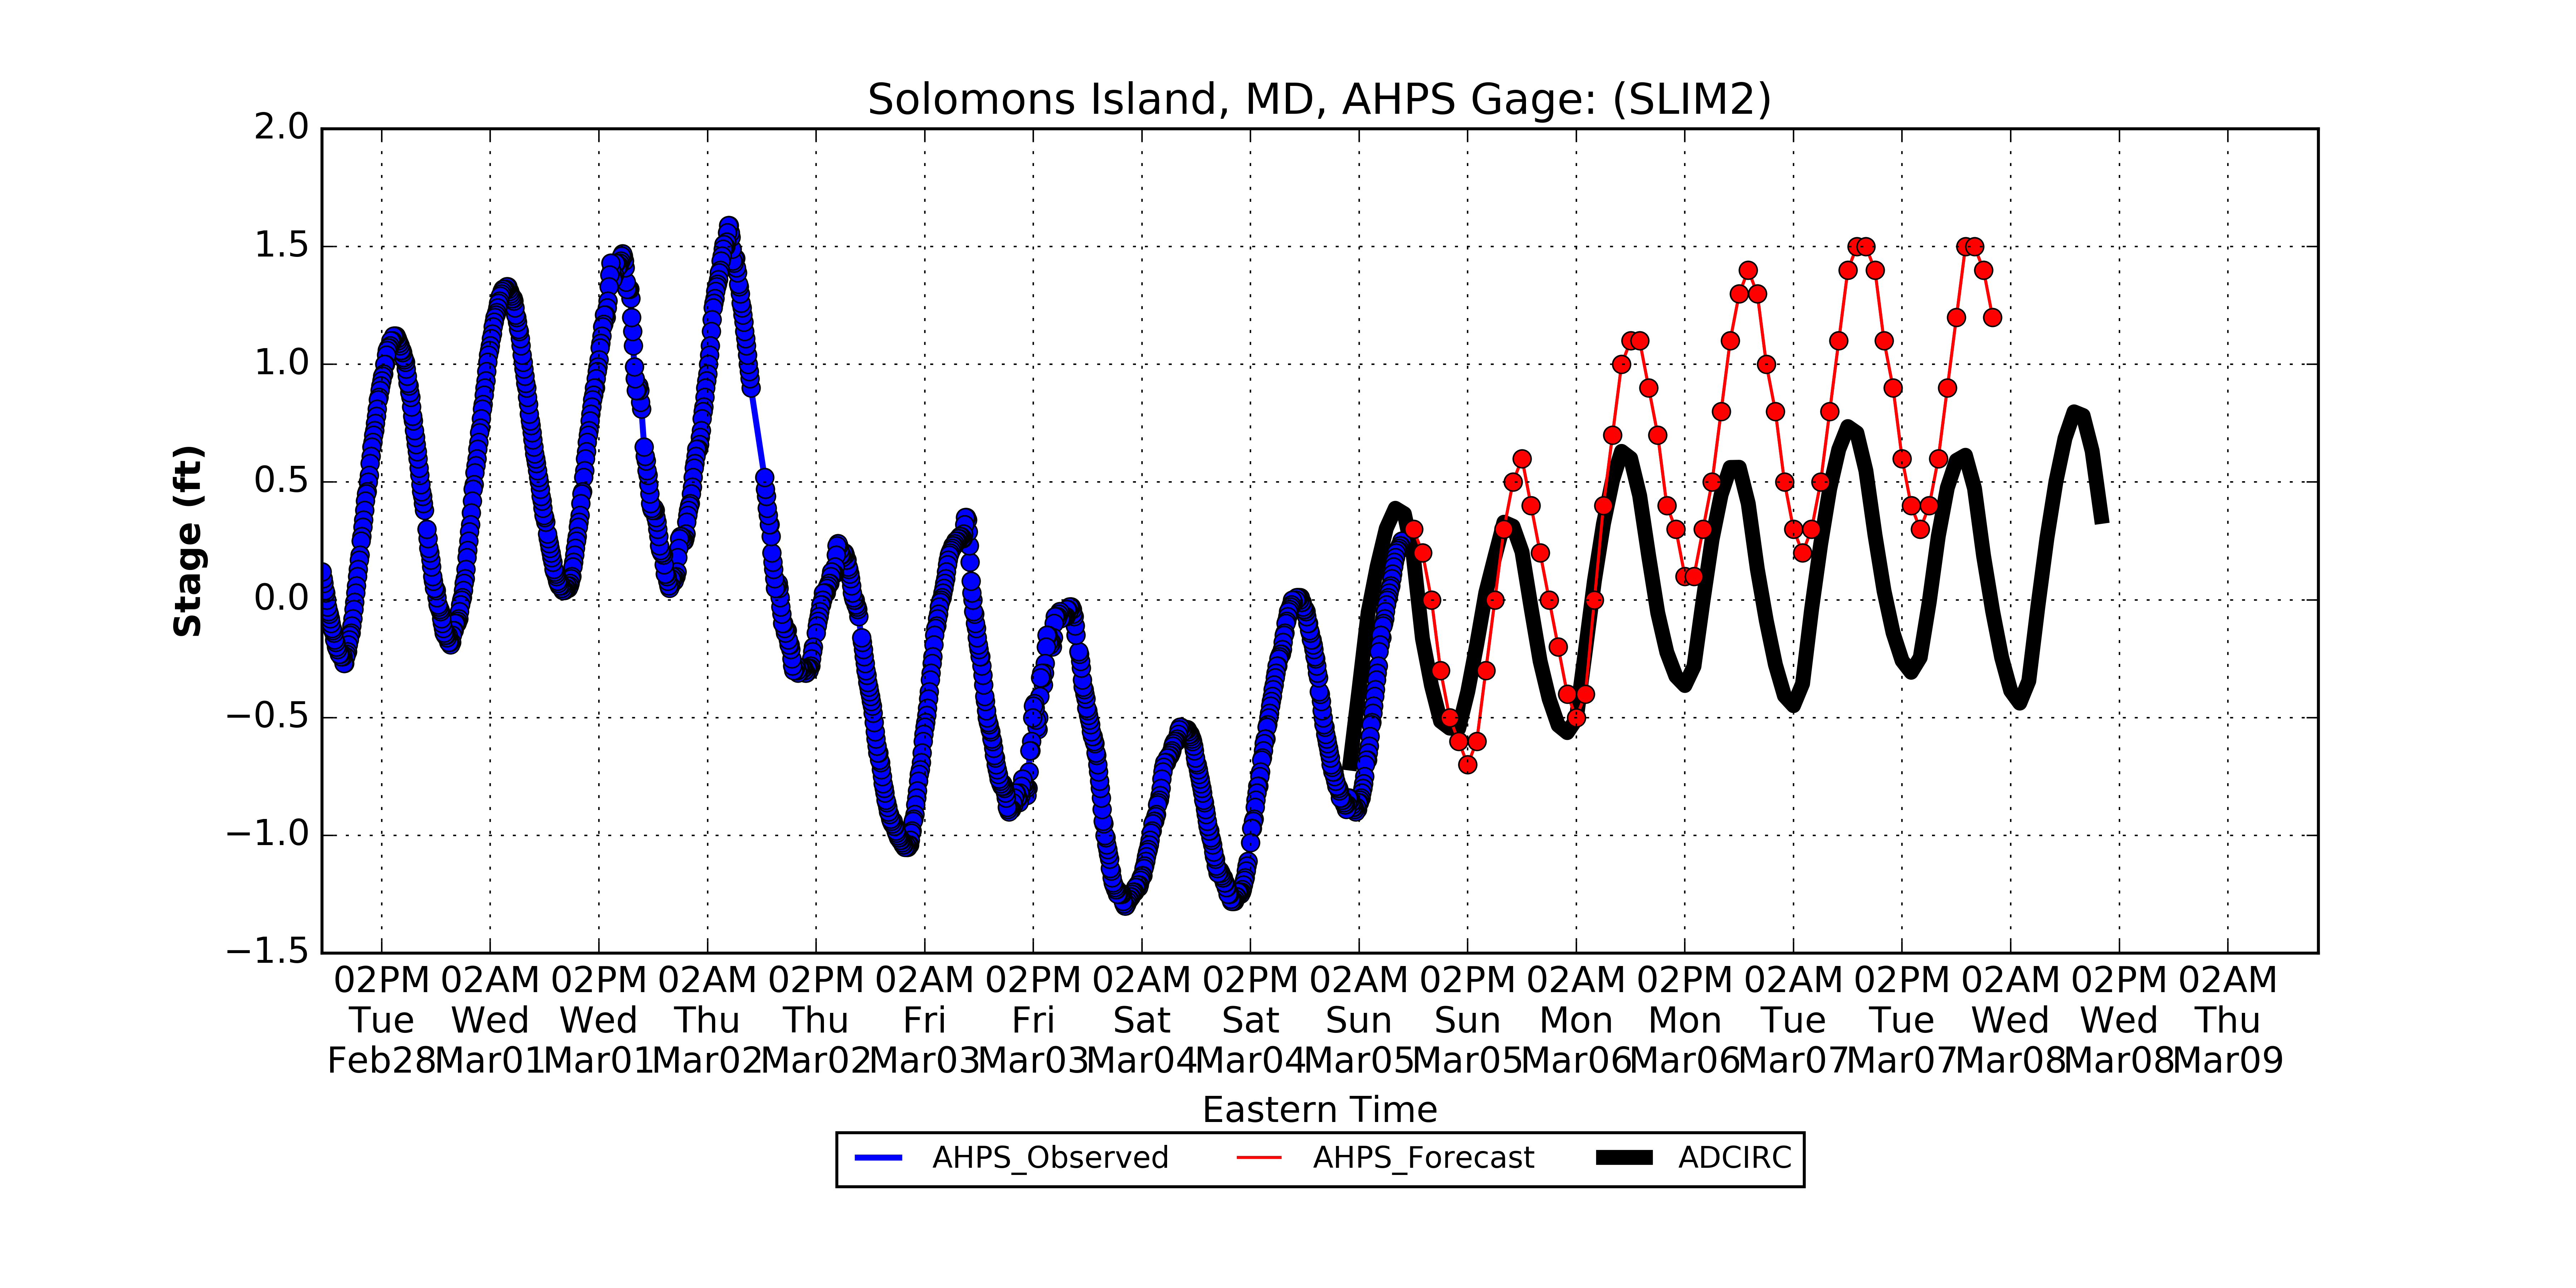 Solomons Island, MD, AHPS Gage: (SLIM2)
2.0
1.5
1.0
0.5
0.0
−0.5
−1.0
−1.5
Stage (ft)
02PM 02AM 02PM 02AM 02PM 02AM 02PM 02AM 02PM 02AM 02PM 02AM 02PM 02AM 02PM 02AM 02PM 02AM
Tue Wed Wed Thu Thu Fri Fri Sat Sat Sun Sun Mon Mon Tue Tue Wed Wed Thu
Feb28 Mar01 Mar01 Mar02 Mar02 Mar03 Mar03 Mar04 Mar04 Mar05 Mar05 Mar06 Mar06 Mar07 Mar07 Mar08 Mar08 Mar09
Eastern Time
AHPS_Observed AHPS_Forecast ADCIRC